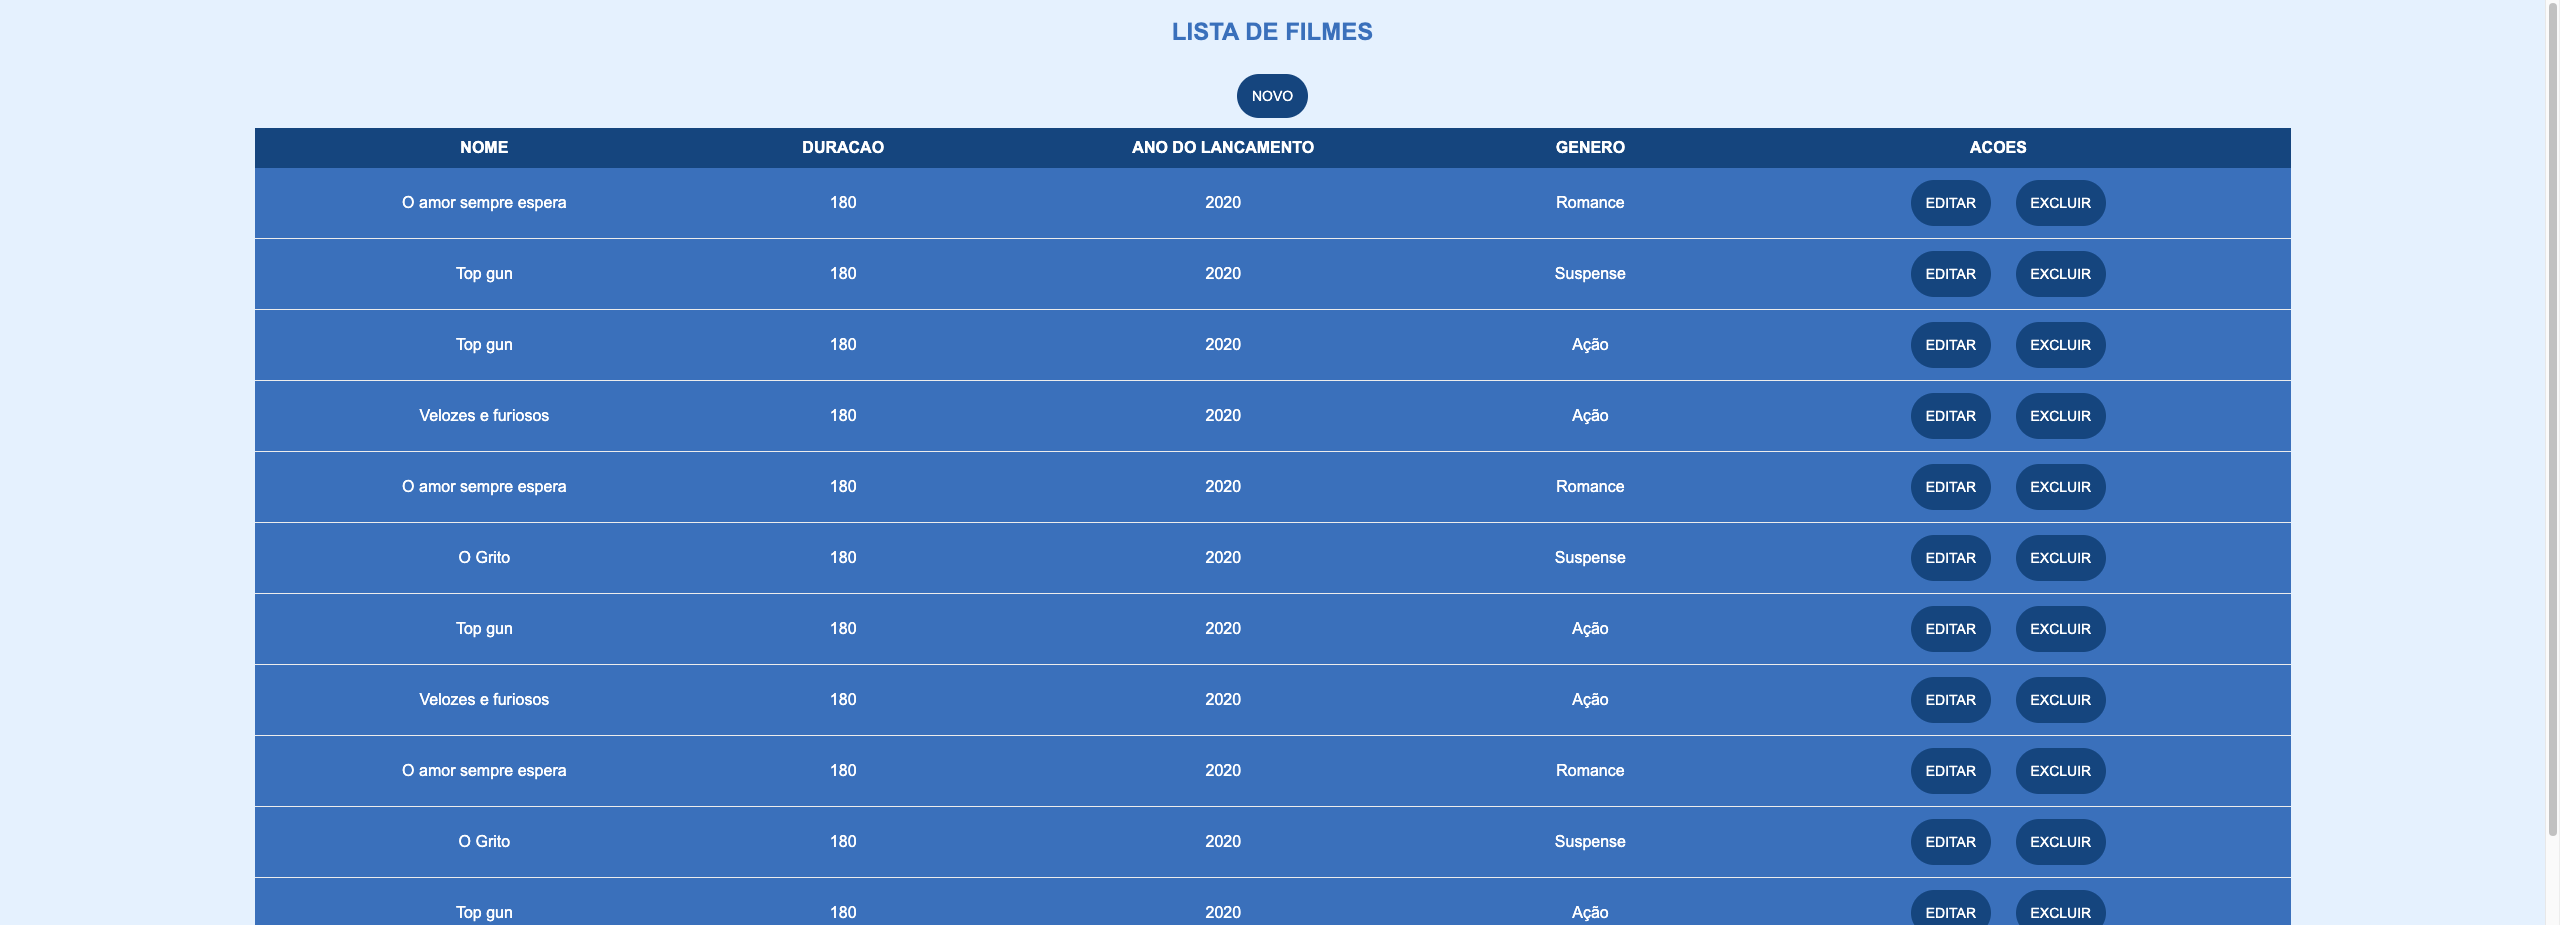 LISTA DE FILMES
NOVO
NOME DURACAO ANO DO LANCAMENTO GENERO ACOES
O amor sempre espera 180 2020 Romance EDITAR EXCLUIR
Top gun 180 2020 Suspense EDITAR EXCLUIR
Top gun 180 2020 Ação EDITAR EXCLUIR
Velozes e furiosos 180 2020 Ação EDITAR EXCLUIR
O amor sempre espera 180 2020 Romance EDITAR EXCLUIR
O Grito 180 2020 Suspense EDITAR EXCLUIR
Top gun 180 2020 Ação EDITAR EXCLUIR
Velozes e furiosos 180 2020 Ação EDITAR EXCLUIR
O amor sempre espera 180 2020 Romance EDITAR EXCLUIR
O Grito 180 2020 Suspense EDITAR EXCLUIR
Top gun 180 2020 Ação EDITAR EXCLUIR